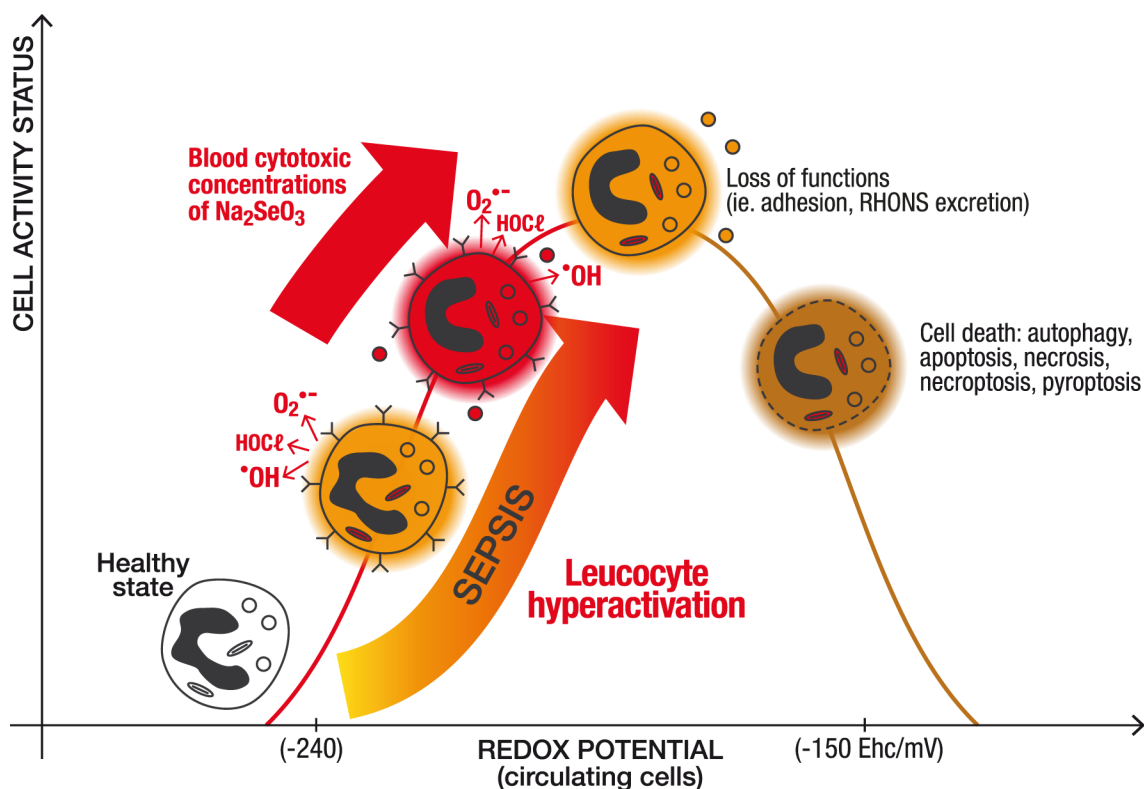 CELL ACTIVITY STATUS
Blood cytotoxic
concentrations
of Na₂SeO₃
O₂•-
HOCℓ
•OH
Loss of functions
(ie. adhesion, RHONS excretion)
Cell death: autophagy,
apoptosis, necrosis,
necroptosis, pyroptosis
O₂•-
HOCℓ
•OH
SEPSIS
Healthy
state
Leucocyte
hyperactivation
(-240)
REDOX POTENTIAL
(circulating cells)
(-150 Ehc/mV)